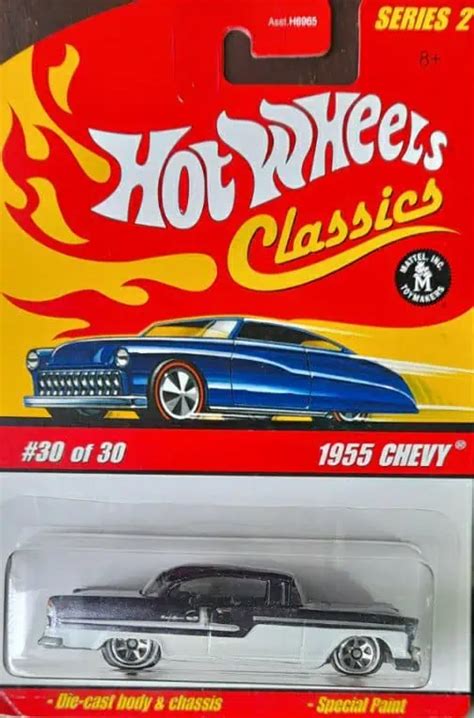 Asst.H6965
SERIES 2
8+
Hot Wheels
Classics
MATTEL, INC.
M
TOYMAKERS
#30 of 30
1955 CHEVY®
- Die-cast body & chassis
- Special Paint